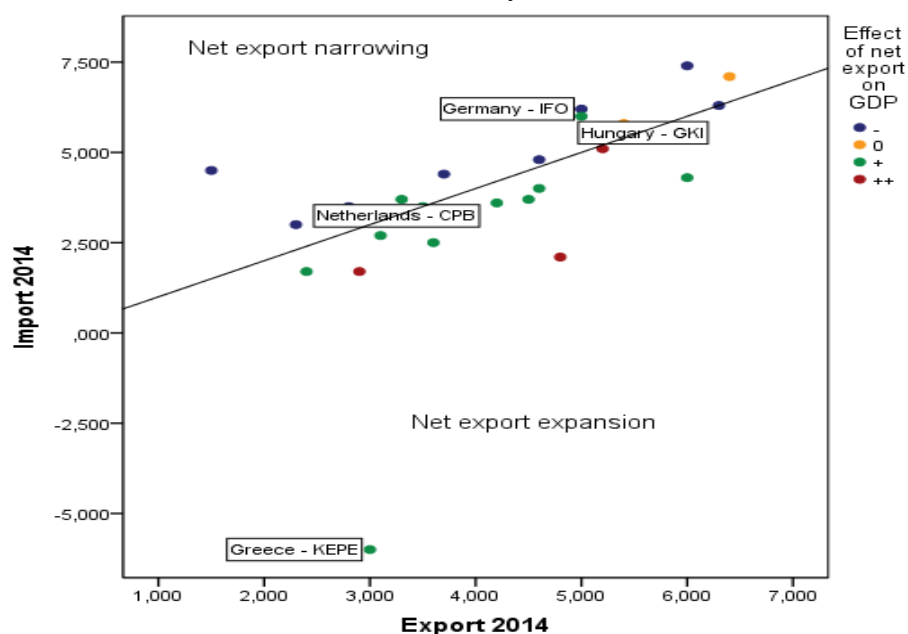 Net export narrowing
Net export expansion
Germany - IFO
Hungary - GKI
Netherlands - CPB
Greece - KEPE
7,500
5,000
2,500
,000
-2,500
-5,000
Import 2014
1,000
2,000
3,000
4,000
5,000
6,000
7,000
Export 2014
Effect
of net
export
on
GDP
-
0
+
++